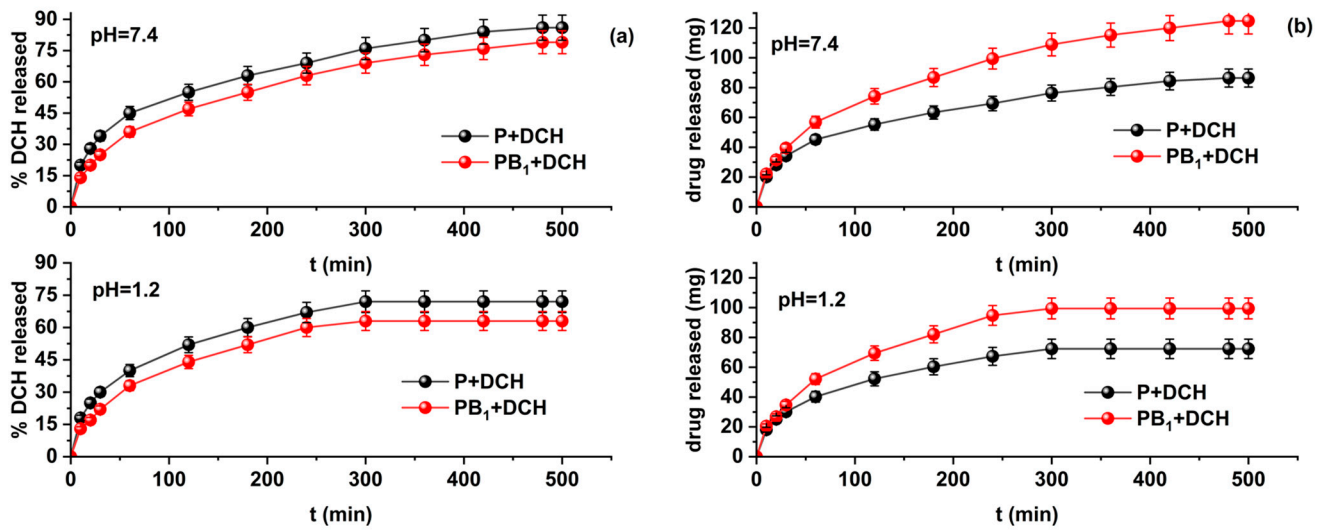 90
75
60
45
30
15
0
% DCH released
pH=7.4
(a)
P+DCH
PB₁+DCH
0 100 200 300 400 500
t (min)
120
100
80
60
40
20
0
drug released (mg)
pH=7.4
(b)
P+DCH
PB₁+DCH
0 100 200 300 400 500
t (min)
90
75
60
45
30
15
0
% DCH released
pH=1.2
P+DCH
PB₁+DCH
0 100 200 300 400 500
t (min)
120
100
80
60
40
20
0
drug released (mg)
pH=1.2
P+DCH
PB₁+DCH
0 100 200 300 400 500
t (min)